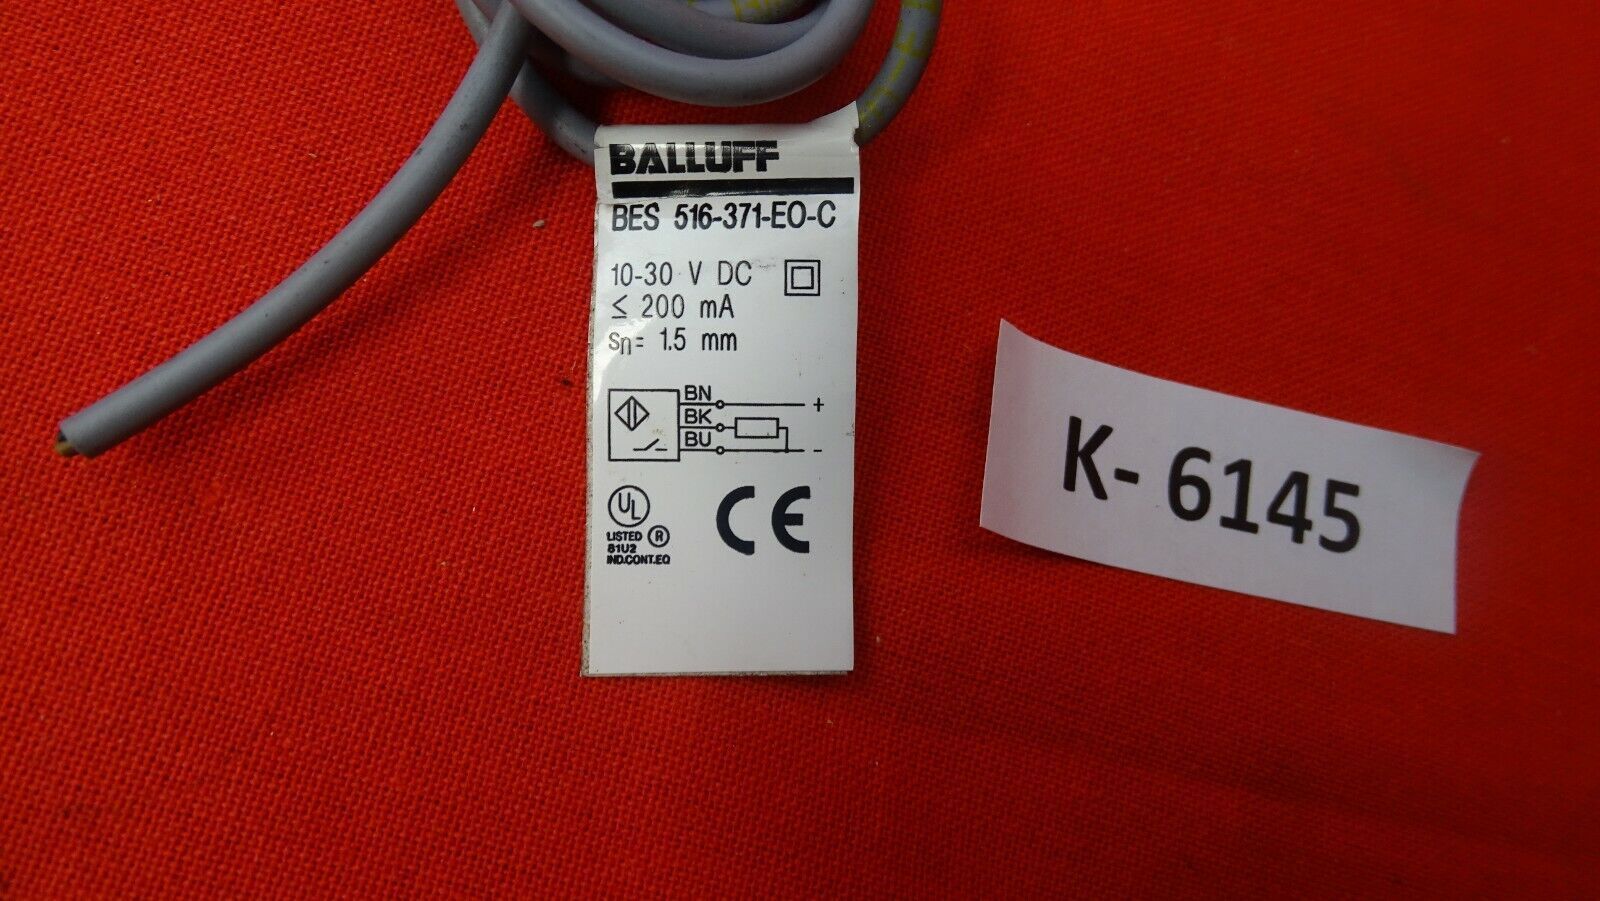 BALLUFF
BES 516-371-EO-C
10-30 V DC
≤ 200 mA
sn= 1.5 mm
BN +
BK
BU -
UL
LISTED R
81U2
IND.CONT.EQ
CE
K- 6145